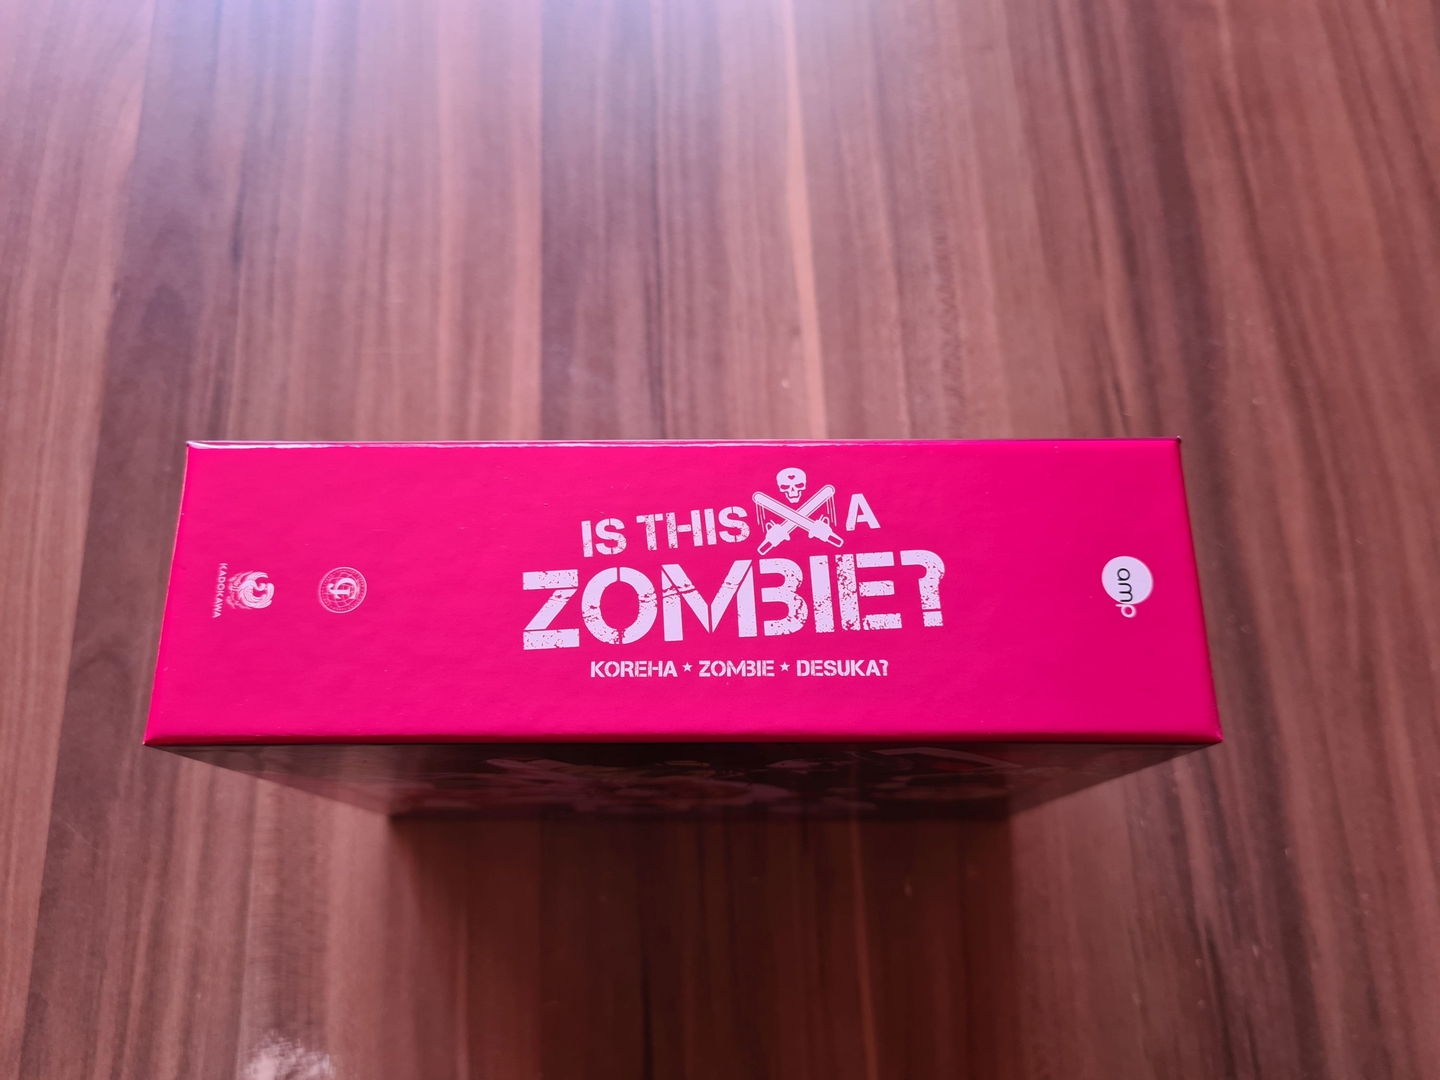 IS THIS A
ZOMBIE?
KOREHA ★ ZOMBIE ★ DESUKA?
KADOKAWA
amp